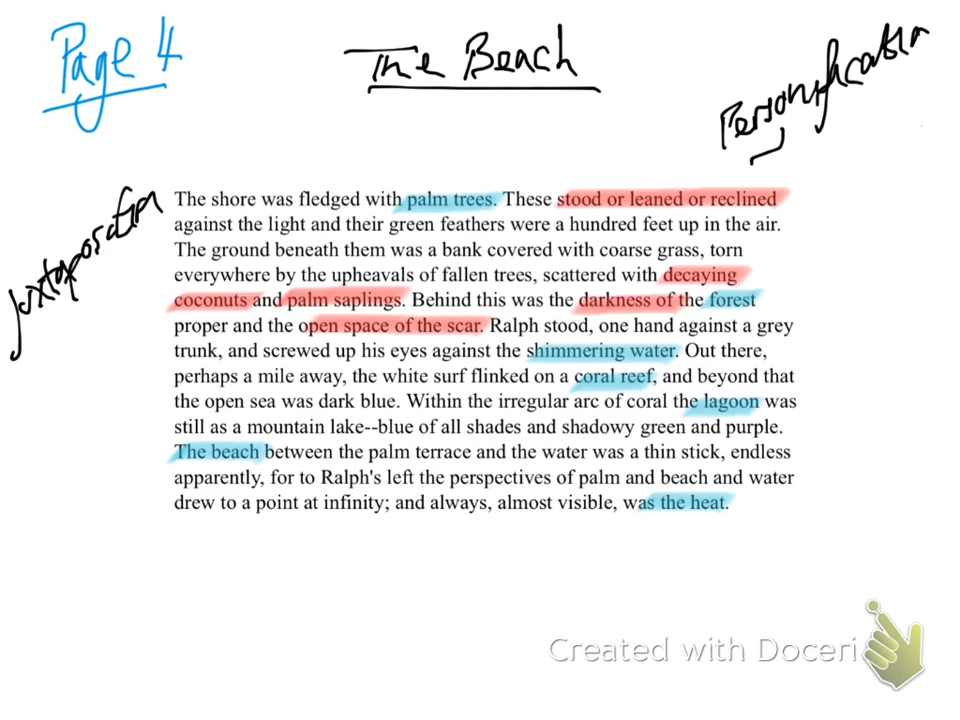 Page 4
The Beach
Personification
Juxtaposition
The shore was fledged with palm trees. These stood or leaned or reclined
against the light and their green feathers were a hundred feet up in the air.
The ground beneath them was a bank covered with coarse grass, torn
everywhere by the upheavals of fallen trees, scattered with decaying
coconuts and palm saplings. Behind this was the darkness of the forest
proper and the open space of the scar. Ralph stood, one hand against a grey
trunk, and screwed up his eyes against the shimmering water. Out there,
perhaps a mile away, the white surf flinked on a coral reef, and beyond that
the open sea was dark blue. Within the irregular arc of coral the lagoon was
still as a mountain lake--blue of all shades and shadowy green and purple.
The beach between the palm terrace and the water was a thin stick, endless
apparently, for to Ralph's left the perspectives of palm and beach and water
drew to a point at infinity; and always, almost visible, was the heat.
Created with Doceri